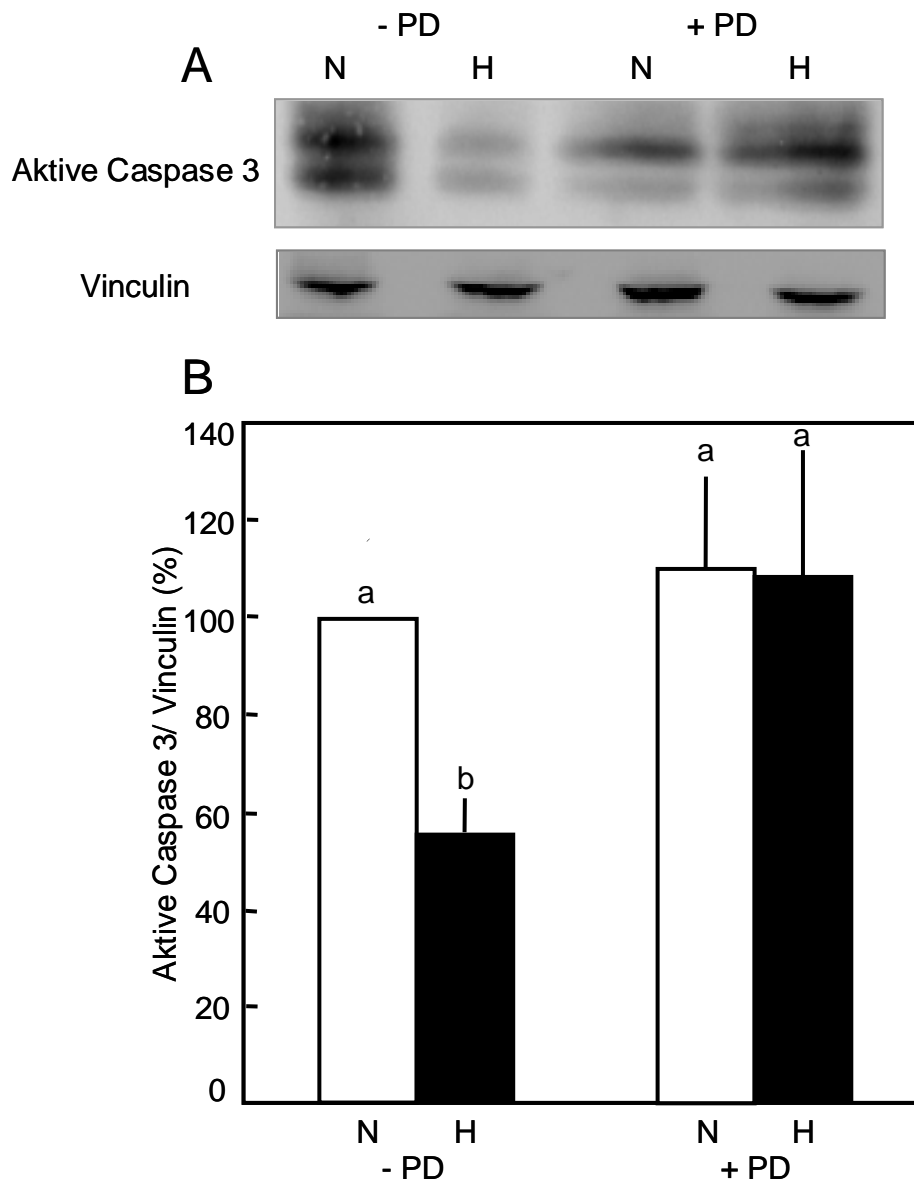 - PD + PD
A N H N H
Aktive Caspase 3
Vinculin
B
140
120
100
80
60
40
20
0
Aktive Caspase 3/ Vinculin (%)
a
b
a
a
N H N H
- PD + PD